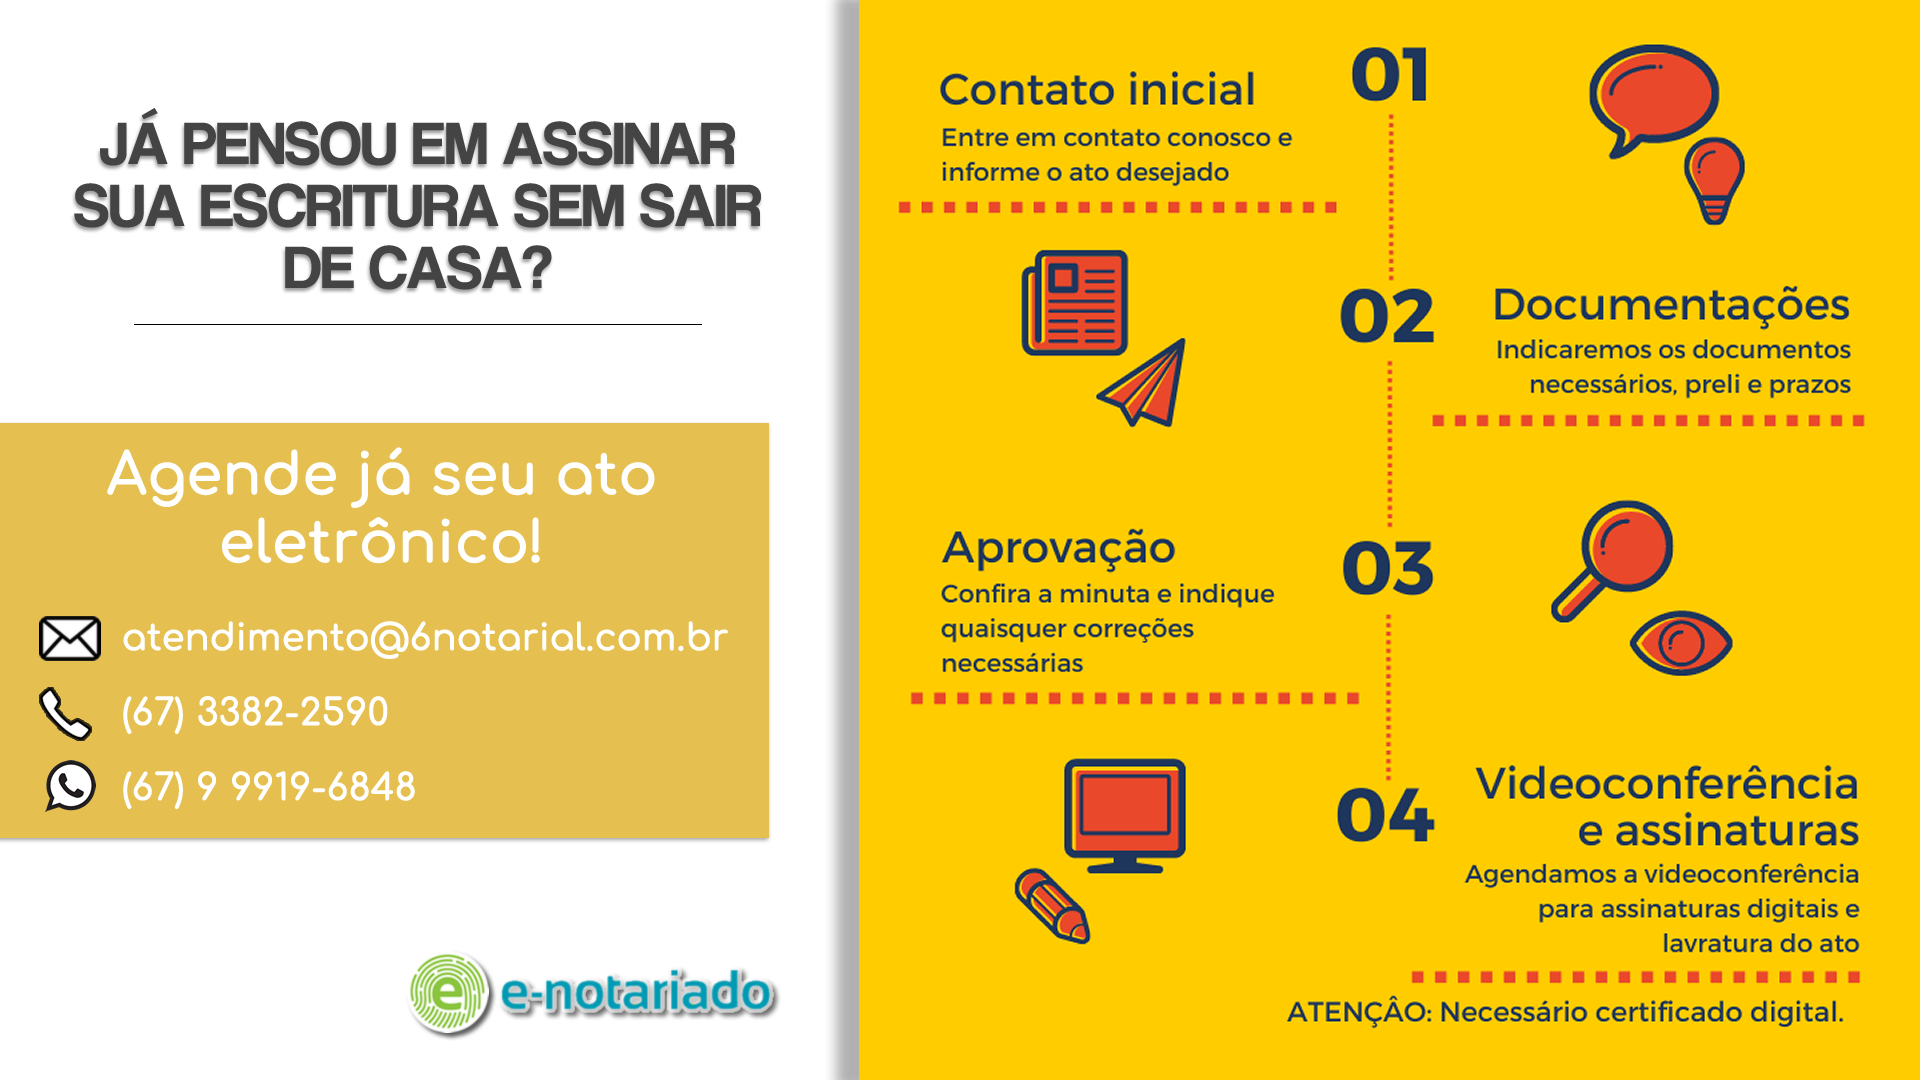 JÁ PENSOU EM ASSINAR
SUA ESCRITURA SEM SAIR
DE CASA?
Agende já seu ato
eletrônico!
atendimento@6notarial.com.br
(67) 3382-2590
(67) 9 9919-6848
e e-notariado
Contato inicial
01
Entre em contato conosco e
informe o ato desejado
02
Documentações
Indicaremos os documentos
necessários, preli e prazos
Aprovação
03
Confira a minuta e indique
quaisquer correções
necessárias
04
Videoconferência
e assinaturas
Agendamos a videoconferência
para assinaturas digitais e
lavratura do ato
ATENÇÂO: Necessário certificado digital.